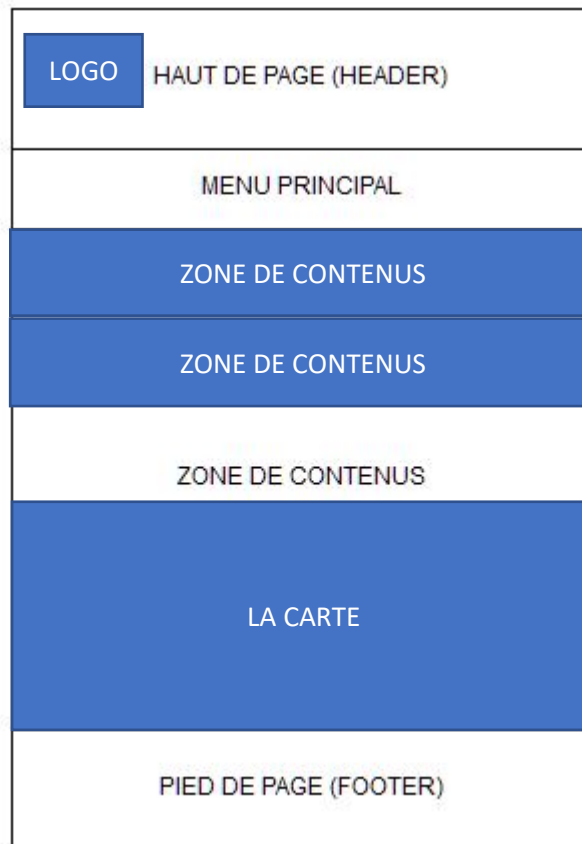 LOGO HAUT DE PAGE (HEADER)
MENU PRINCIPAL
ZONE DE CONTENUS
ZONE DE CONTENUS
ZONE DE CONTENUS
LA CARTE
PIED DE PAGE (FOOTER)